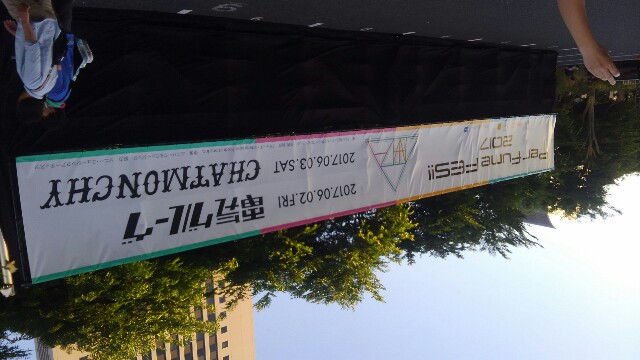 Perfume FES!!
2017
2017.06.02.FRI
電気グルーヴ
2017.06.03.SAT
CHATMONCHY